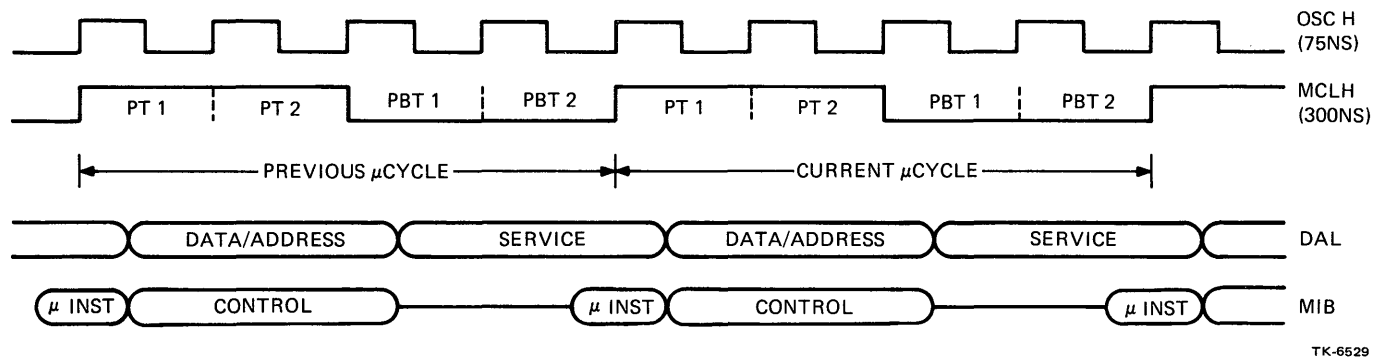 OSC H
(75NS)
PT 1 PT 2 PBT 1 PBT 2 PT 1 PT 2 PBT 1 PBT 2 MCLH
(300NS)
PREVIOUS μCYCLE CURRENT μCYCLE
DATA/ADDRESS SERVICE DATA/ADDRESS SERVICE DAL
μ INST CONTROL μ INST CONTROL μ INST MIB
TK-6529